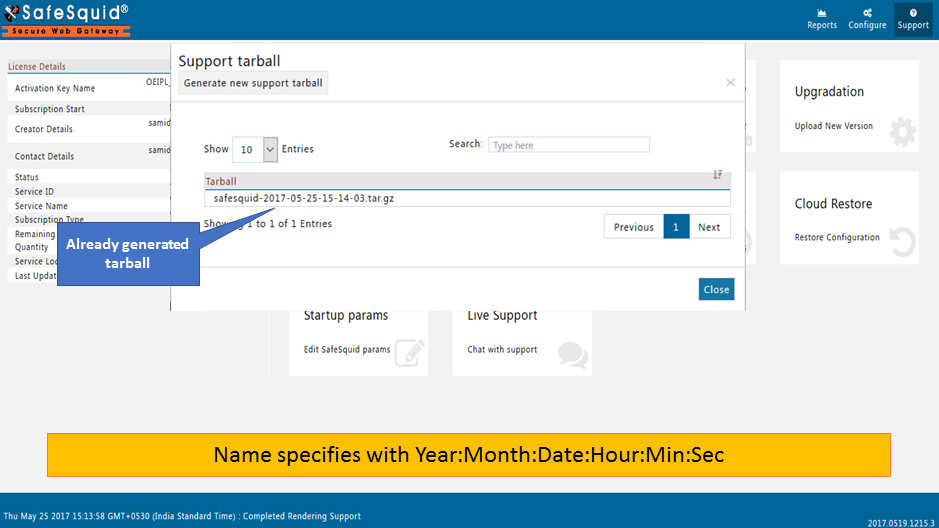 SafeSquid®
Secure Web Gateway
Reports
Configure
Support
License Details
Activation Key Name
OEIPL
Subscription Start
Creator Details
samid
Contact Details
samid
Status
Service ID
Service Name
Subscription Type
Remaining
Quantity
Service Loc
Last Updat
Support tarball
Generate new support tarball
×
Show 10 Entries
Search: Type here
Tarball
safesquid-2017-05-25-15-14-03.tar.gz
Showing 1 to 1 of 1 Entries
Previous 1 Next
Close
Already generated
tarball
Upgradation
Upload New Version
Cloud Restore
Restore Configuration
Startup params
Edit SafeSquid params
Live Support
Chat with support
Name specifies with Year:Month:Date:Hour:Min:Sec
Thu May 25 2017 15:13:58 GMT+0530 (India Standard Time) : Completed Rendering Support
2017.0519.1215.3